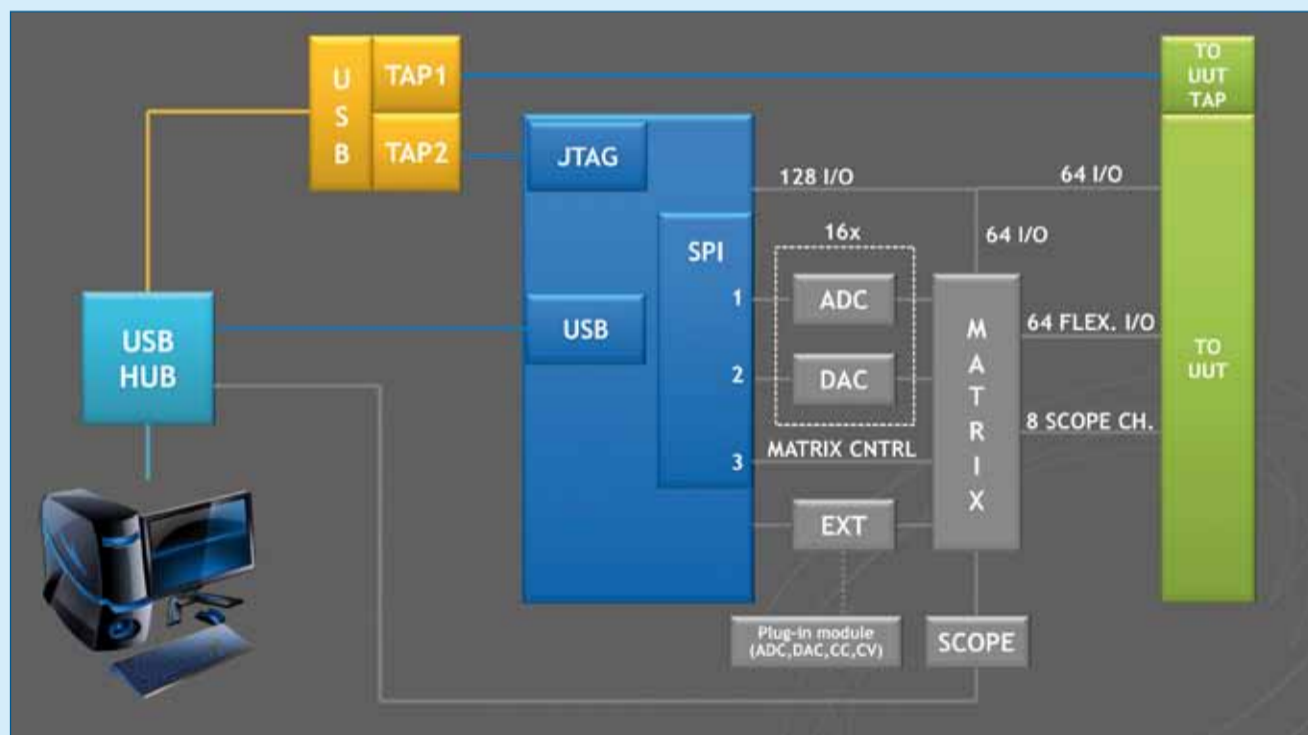 U
S
B
TAP1
TAP2
TO
UUT
TAP
JTAG
128 I/O
64 I/O
16x
64 I/O
SPI
1
ADC
USB
HUB
USB
M
A
T
R
I
X
64 FLEX. I/O
TO
UUT
2
DAC
8 SCOPE CH.
MATRIX CNTRL
3
EXT
Plug-in module
(ADC,DAC,CC,CV)
SCOPE